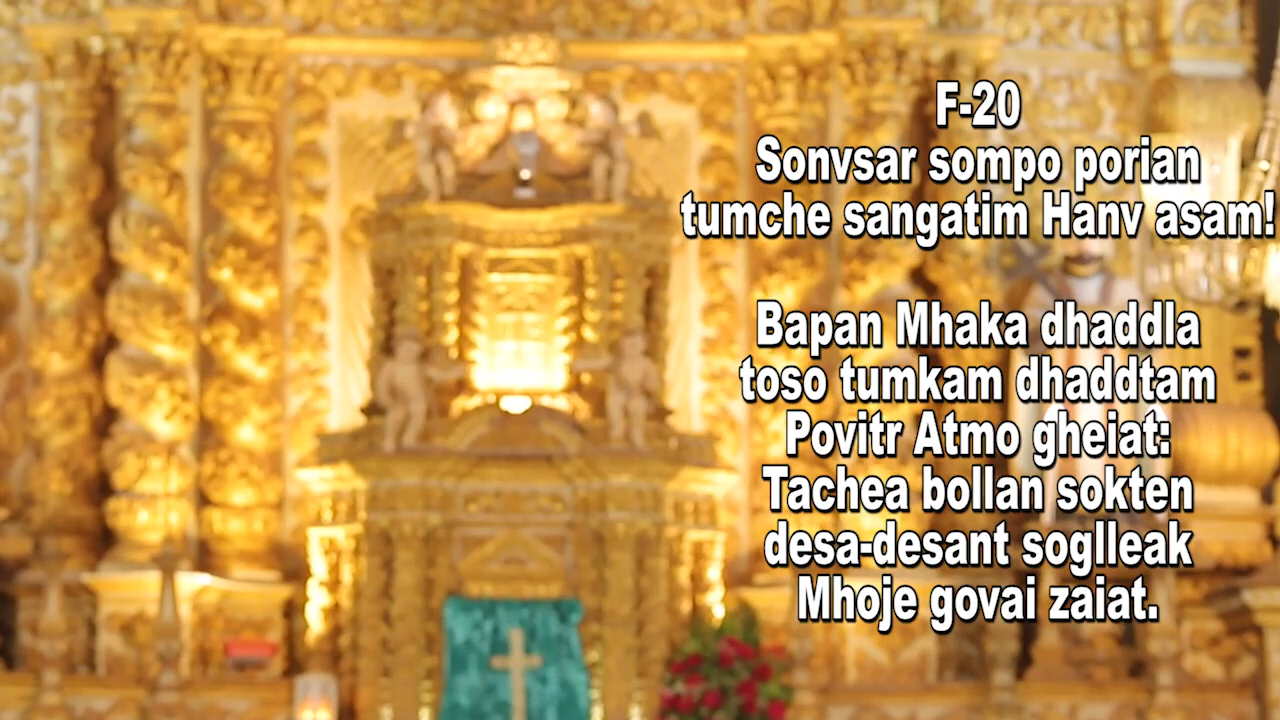 F-20
Sonvsar sompo porian
tumche sangatim Hanv asam!
Bapan Mhaka dhaddla
toso tumkam dhaddtam
Povitr Atmo gheiat:
Tachea bollan sokten
desa-desant soglleak
Mhoje govai zaiat.